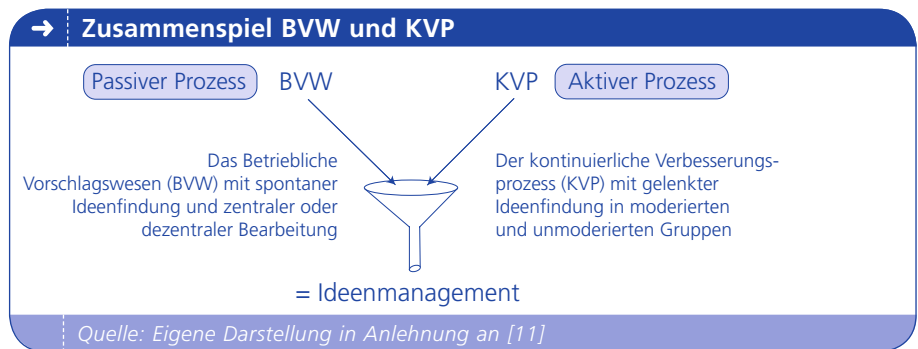 → Zusammenspiel BVW und KVP
Passiver Prozess BVW
KVP Aktiver Prozess
Das Betriebliche
Vorschlagswesen (BVW) mit spontaner
Ideenfindung und zentraler oder
dezentraler Bearbeitung
Der kontinuierliche Verbesserungs-
prozess (KVP) mit gelenkter
Ideenfindung in moderierten
und unmoderierten Gruppen
= Ideenmanagement
Quelle: Eigene Darstellung in Anlehnung an [11]